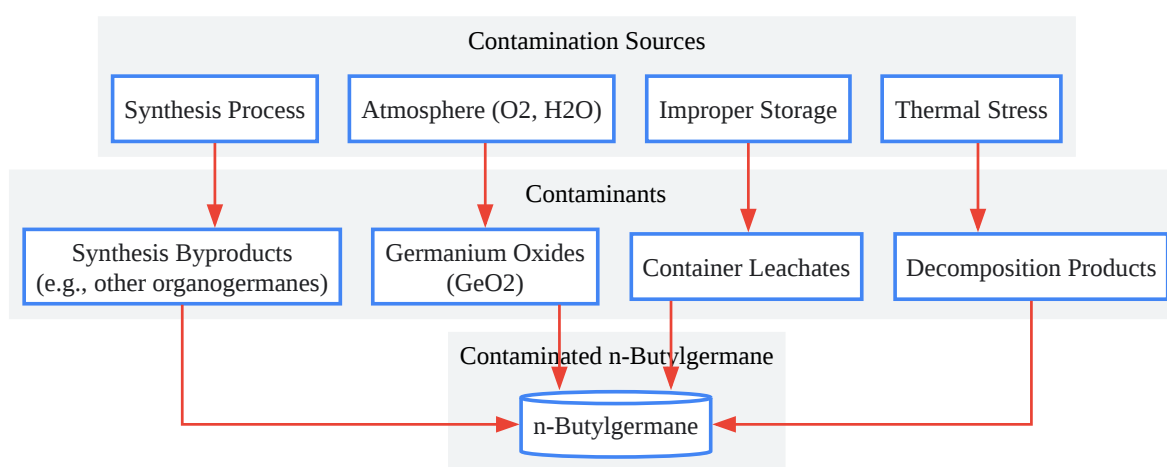 Contamination Sources
Synthesis Process
Atmosphere (O2, H2O)
Improper Storage
Thermal Stress
Contaminants
Synthesis Byproducts
(e.g., other organogermanes)
Germanium Oxides
(GeO2)
Container Leachates
Decomposition Products
Contaminated n-Butylgermane
n-Butylgermane